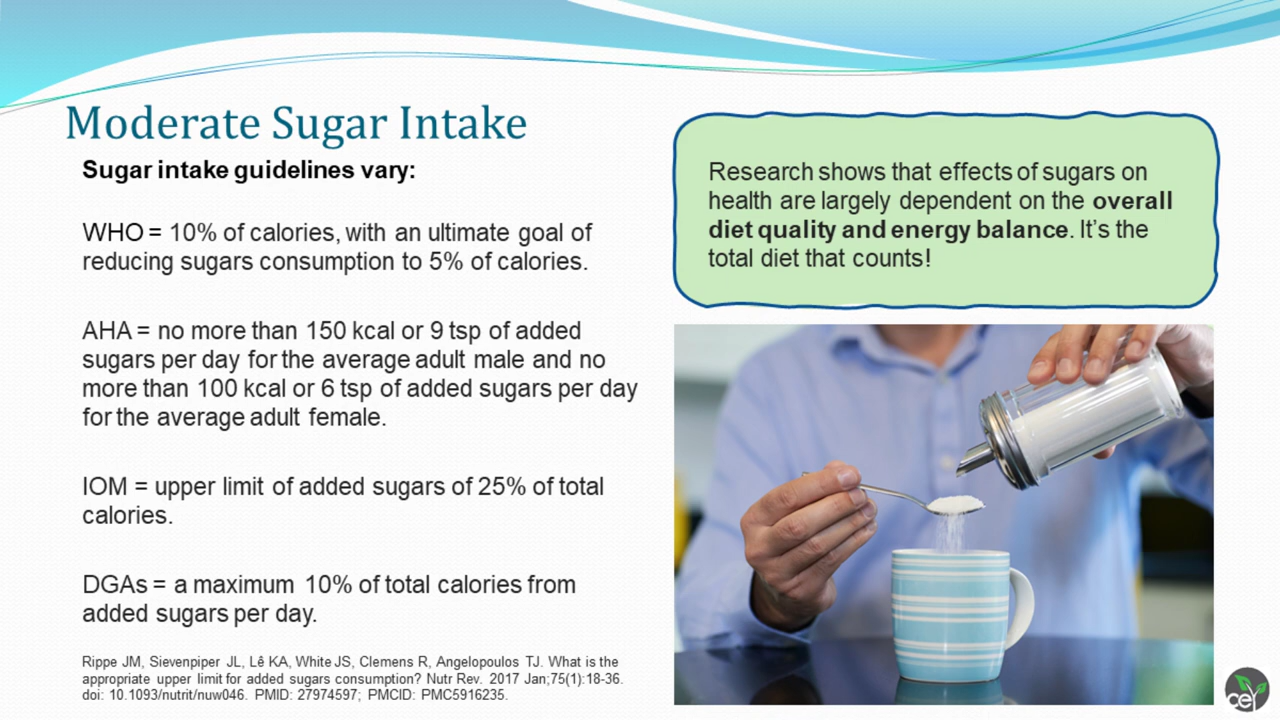 Moderate Sugar Intake
Sugar intake guidelines vary:
WHO = 10% of calories, with an ultimate goal of
reducing sugars consumption to 5% of calories.
AHA = no more than 150 kcal or 9 tsp of added
sugars per day for the average adult male and no
more than 100 kcal or 6 tsp of added sugars per day
for the average adult female.
IOM = upper limit of added sugars of 25% of total
calories.
DGAs = a maximum 10% of total calories from
added sugars per day.
Rippe JM, Sievenpiper JL, Lê KA, White JS, Clemens R, Angelopoulos TJ. What is the
appropriate upper limit for added sugars consumption? Nutr Rev. 2017 Jan;75(1):18-36.
doi: 10.1093/nutrit/nuw046. PMID: 27974597; PMCID: PMC5916235.
Research shows that effects of sugars on
health are largely dependent on the overall
diet quality and energy balance. It’s the
total diet that counts!